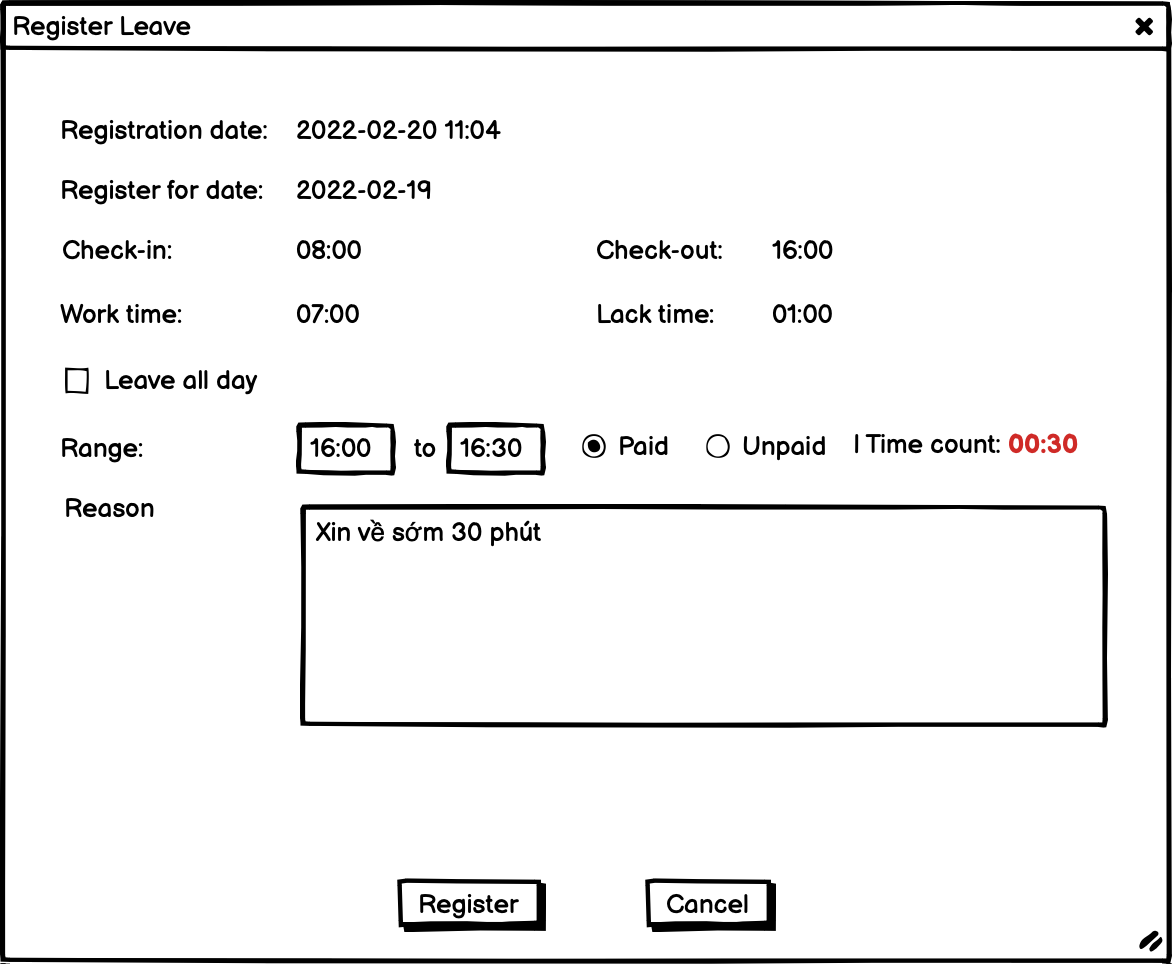 Register Leave
Registration date: 2022-02-20 11:04
Register for date: 2022-02-19
Check-in: 08:00 Check-out: 16:00
Work time: 07:00 Lack time: 01:00
Leave all day
Range: 16:00 to 16:30 Paid Unpaid | Time count: 00:30
Reason
Xin về sớm 30 phút
Register Cancel